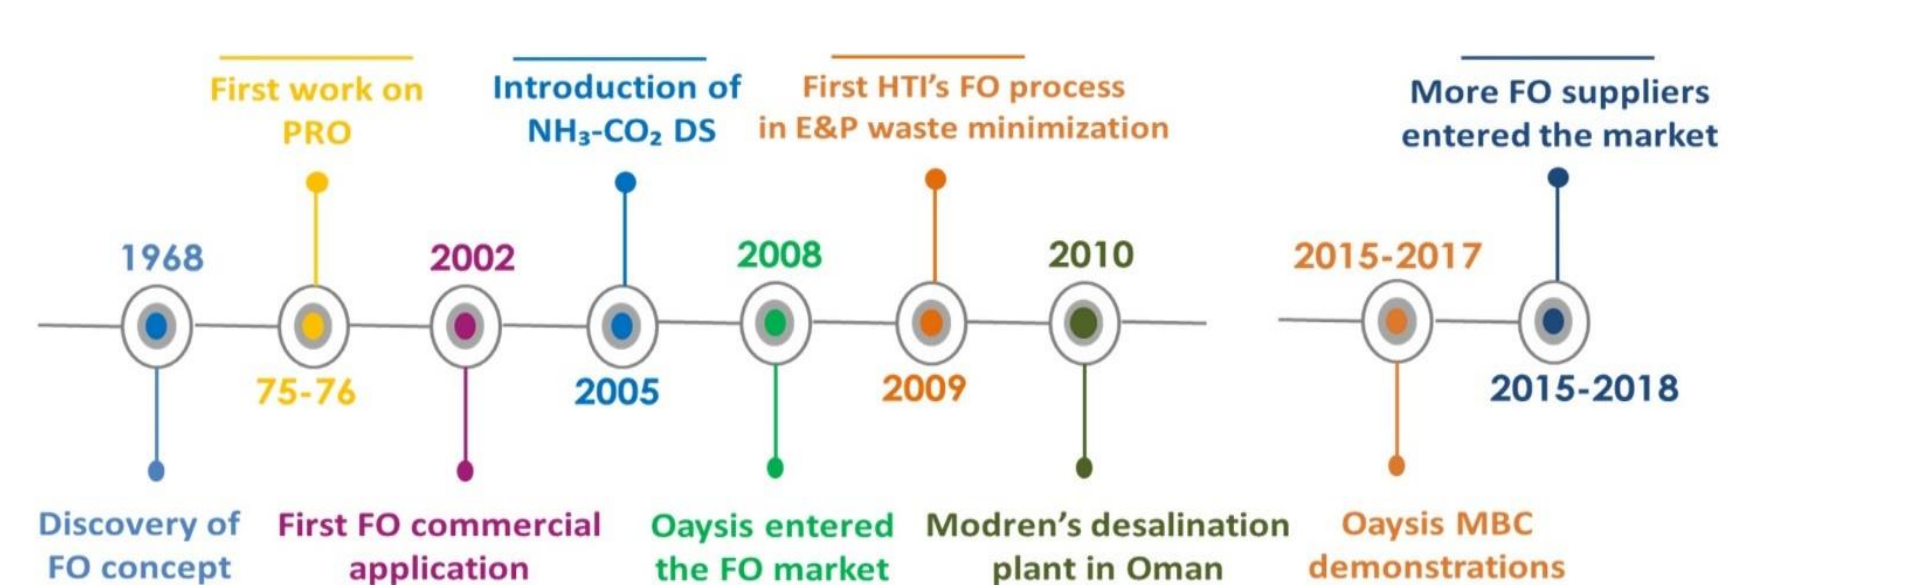 First work on
PRO
Introduction of
NH₃-CO₂ DS
First HTI’s FO process
in E&P waste minimization
More FO suppliers
entered the market
1968
2002
2008
2010
2015-2017
75-76
2005
2009
2015-2018
Discovery of
FO concept
First FO commercial
application
Oaysis entered
the FO market
Modren’s desalination
plant in Oman
Oaysis MBC
demonstrations